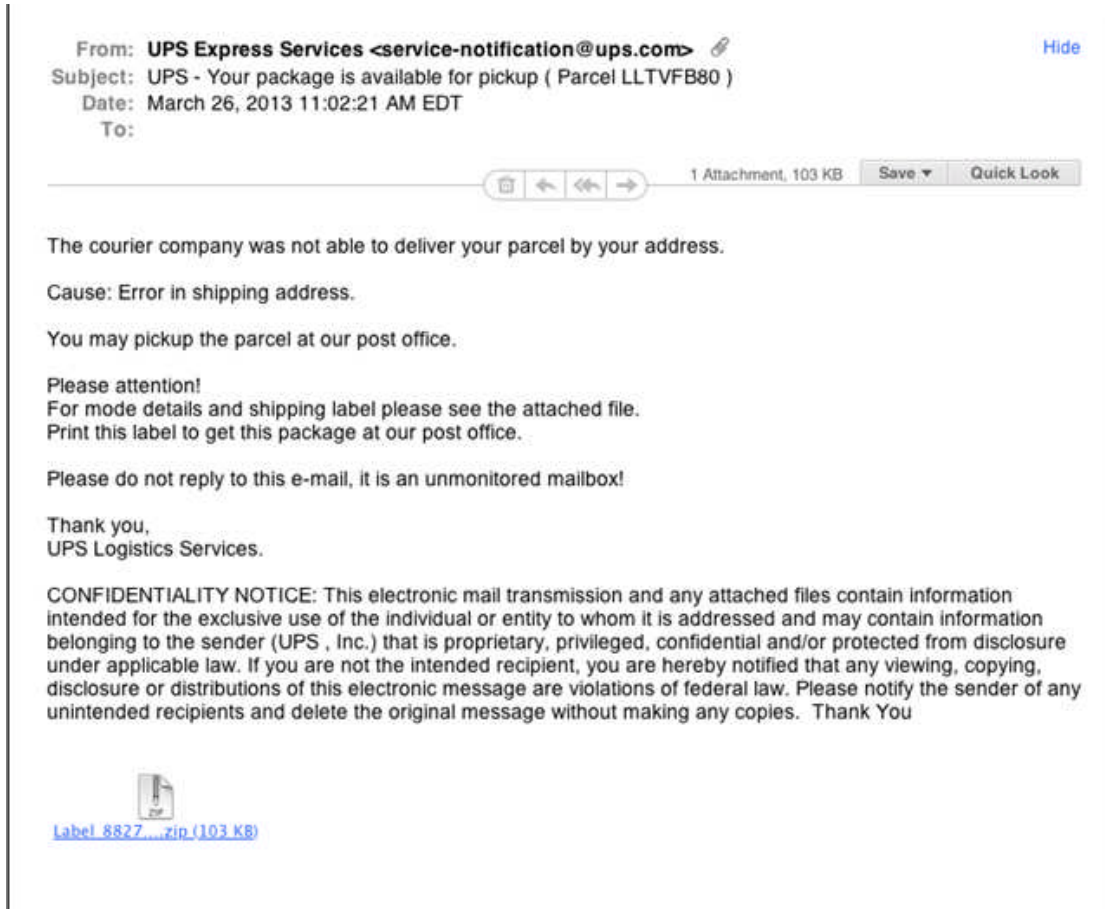 From: UPS Express Services <service-notification@ups.com>
Hide
Subject: UPS - Your package is available for pickup ( Parcel LLTVFB80 )
Date: March 26, 2013 11:02:21 AM EDT
To:
1 Attachment, 103 KB
Save ▾
Quick Look
The courier company was not able to deliver your parcel by your address.
Cause: Error in shipping address.
You may pickup the parcel at our post office.
Please attention!
For mode details and shipping label please see the attached file.
Print this label to get this package at our post office.
Please do not reply to this e-mail, it is an unmonitored mailbox!
Thank you,
UPS Logistics Services.
CONFIDENTIALITY NOTICE: This electronic mail transmission and any attached files contain information
intended for the exclusive use of the individual or entity to whom it is addressed and may contain information
belonging to the sender (UPS , Inc.) that is proprietary, privileged, confidential and/or protected from disclosure
under applicable law. If you are not the intended recipient, you are hereby notified that any viewing, copying,
disclosure or distributions of this electronic message are violations of federal law. Please notify the sender of any
unintended recipients and delete the original message without making any copies.  Thank You
ZIP
Label_8827....zip (103 KB)